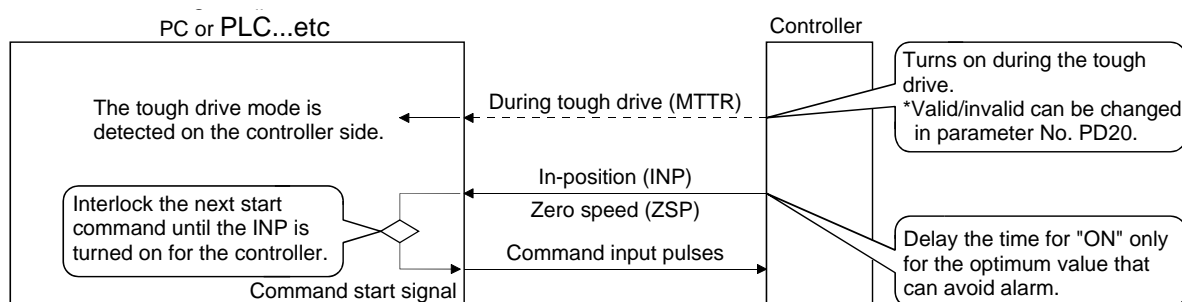 PC or PLC...etc
Controller
The tough drive mode is
detected on the controller side.
During tough drive (MTTR)
Turns on during the tough
drive.
*Valid/invalid can be changed
in parameter No. PD20.
Interlock the next start
command until the INP is
turned on for the controller.
In-position (INP)
Zero speed (ZSP)
Command input pulses
Command start signal
Delay the time for "ON" only
for the optimum value that
can avoid alarm.